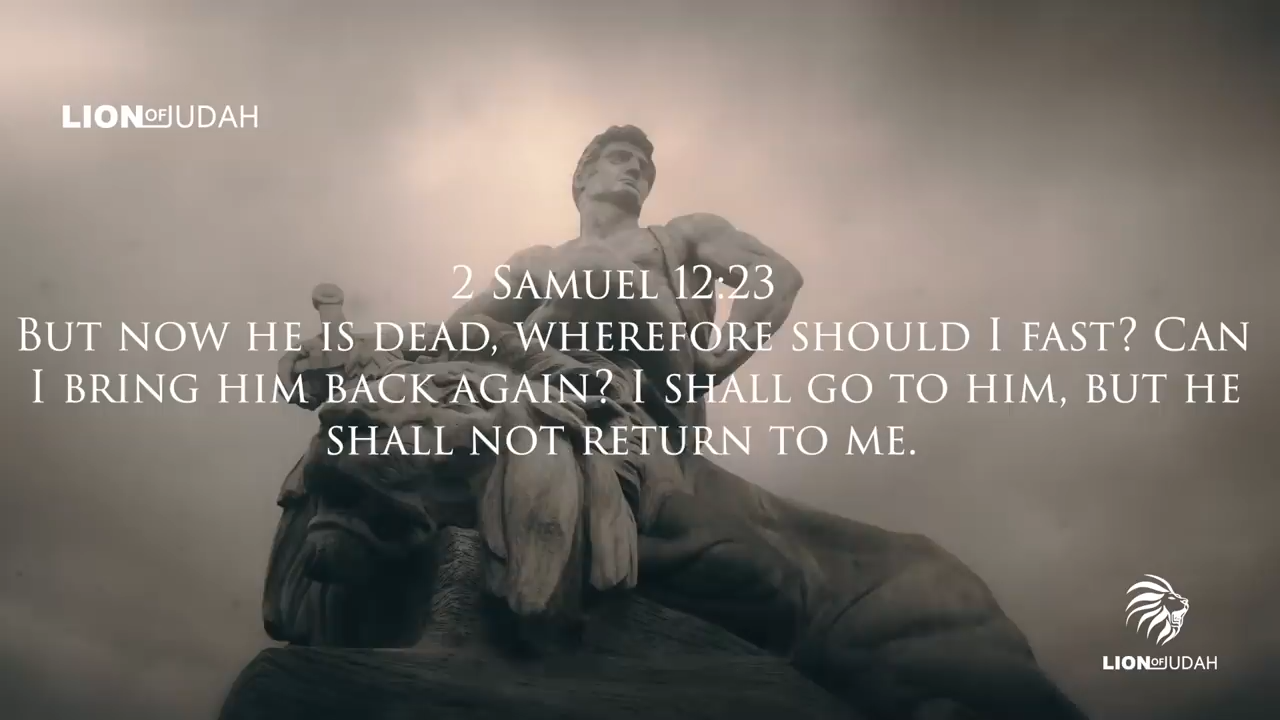 LION OF JUDAH
2 Samuel 12:23
But now he is dead, wherefore should I fast? Can
I bring him back again? I shall go to him, but he
shall not return to me.
LION OF JUDAH